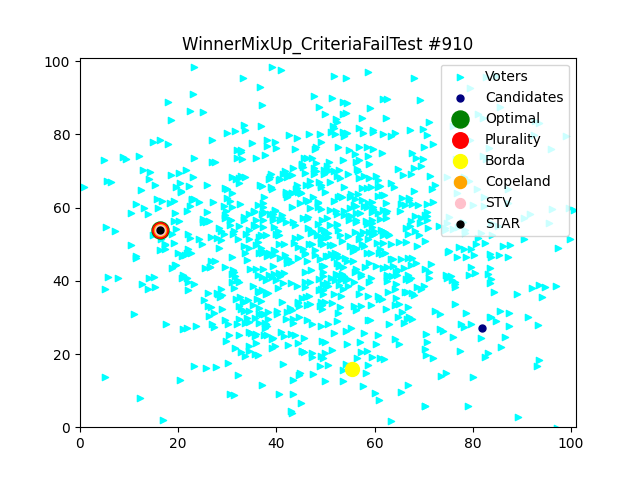 WinnerMixUp_CriteriaFailTest #910
100
80
60
40
20
0
0 20 40 60 80 100
Voters
Candidates
Optimal
Plurality
Borda
Copeland
STV
STAR